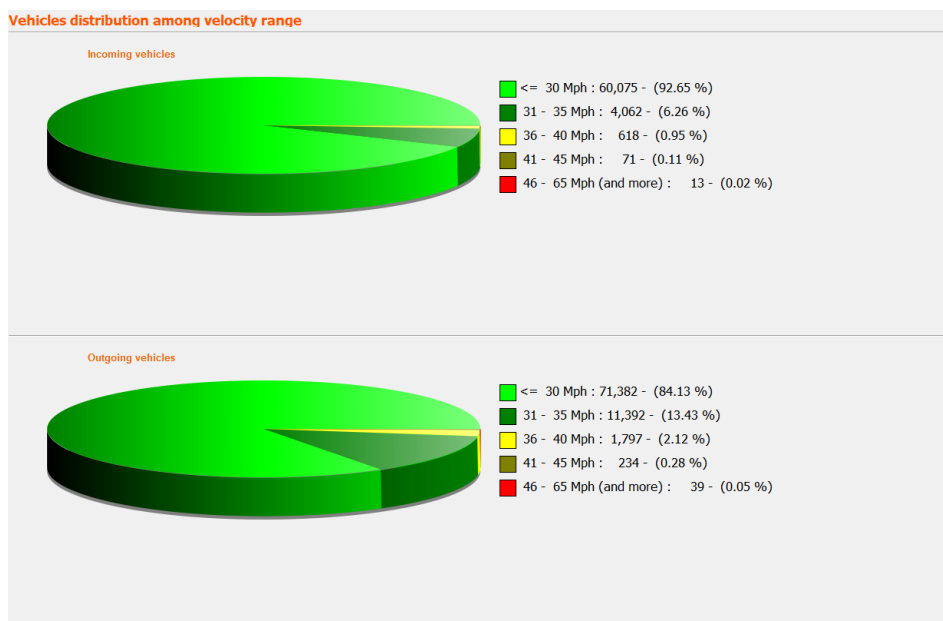 Vehicles distribution among velocity range
Incoming vehicles
<= 30 Mph : 60,075 - (92.65 %)
31 - 35 Mph : 4,062 - (6.26 %)
36 - 40 Mph : 618 - (0.95 %)
41 - 45 Mph : 71 - (0.11 %)
46 - 65 Mph (and more) : 13 - (0.02 %)
Outgoing vehicles
<= 30 Mph : 71,382 - (84.13 %)
31 - 35 Mph : 11,392 - (13.43 %)
36 - 40 Mph : 1,797 - (2.12 %)
41 - 45 Mph : 234 - (0.28 %)
46 - 65 Mph (and more) : 39 - (0.05 %)